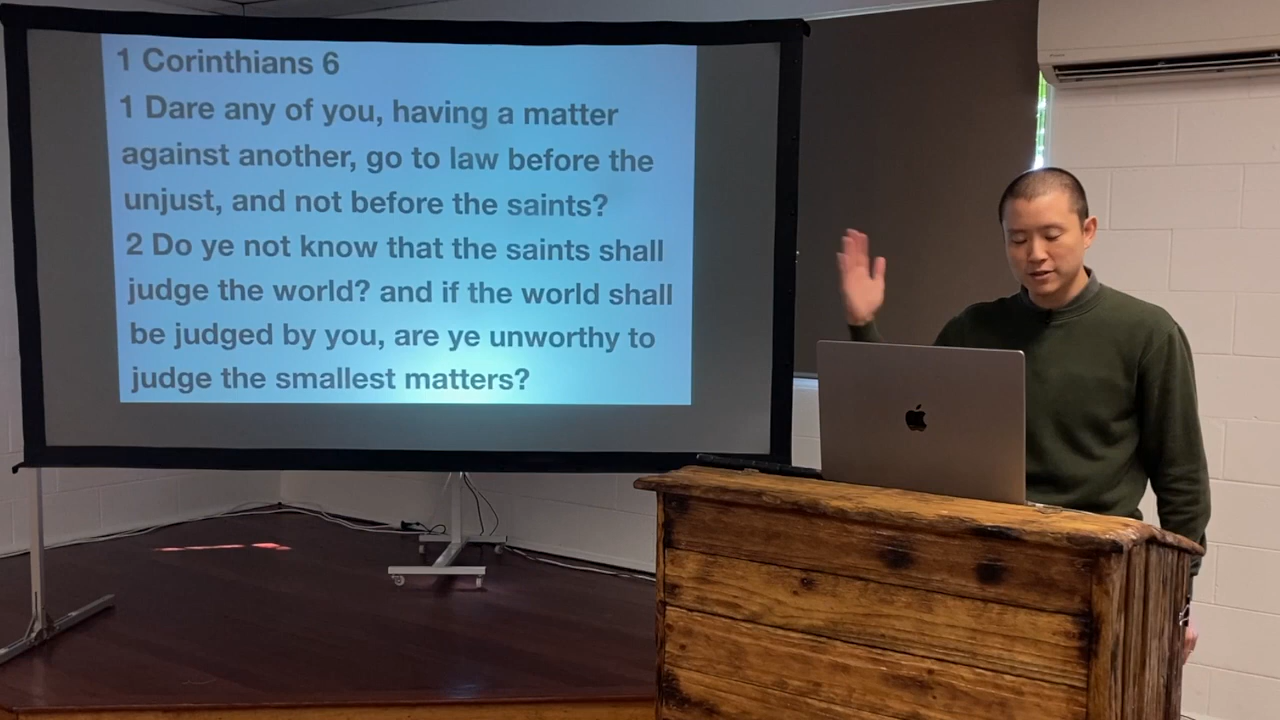 1 Corinthians 6
1 Dare any of you, having a matter
against another, go to law before the
unjust, and not before the saints?
2 Do ye not know that the saints shall
judge the world? and if the world shall
be judged by you, are ye unworthy to
judge the smallest matters?